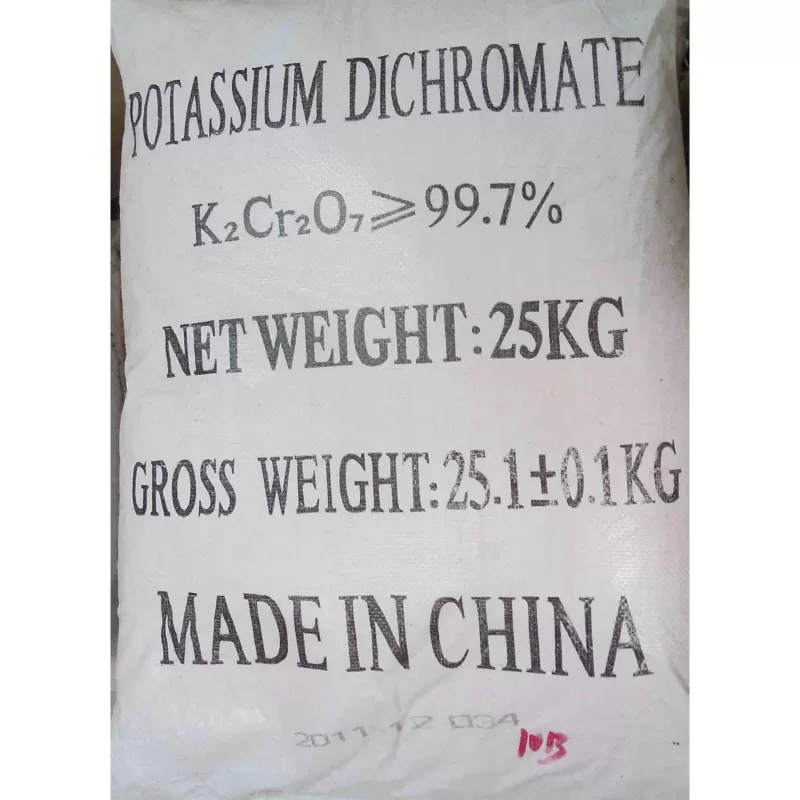 POTASSIUM DICHROMATE
K₂Cr₂O₇⩾99.7%
NET WEIGHT:25KG
GROSS WEIGHT:25.1±0.1KG
MADE IN CHINA
2011 12 034